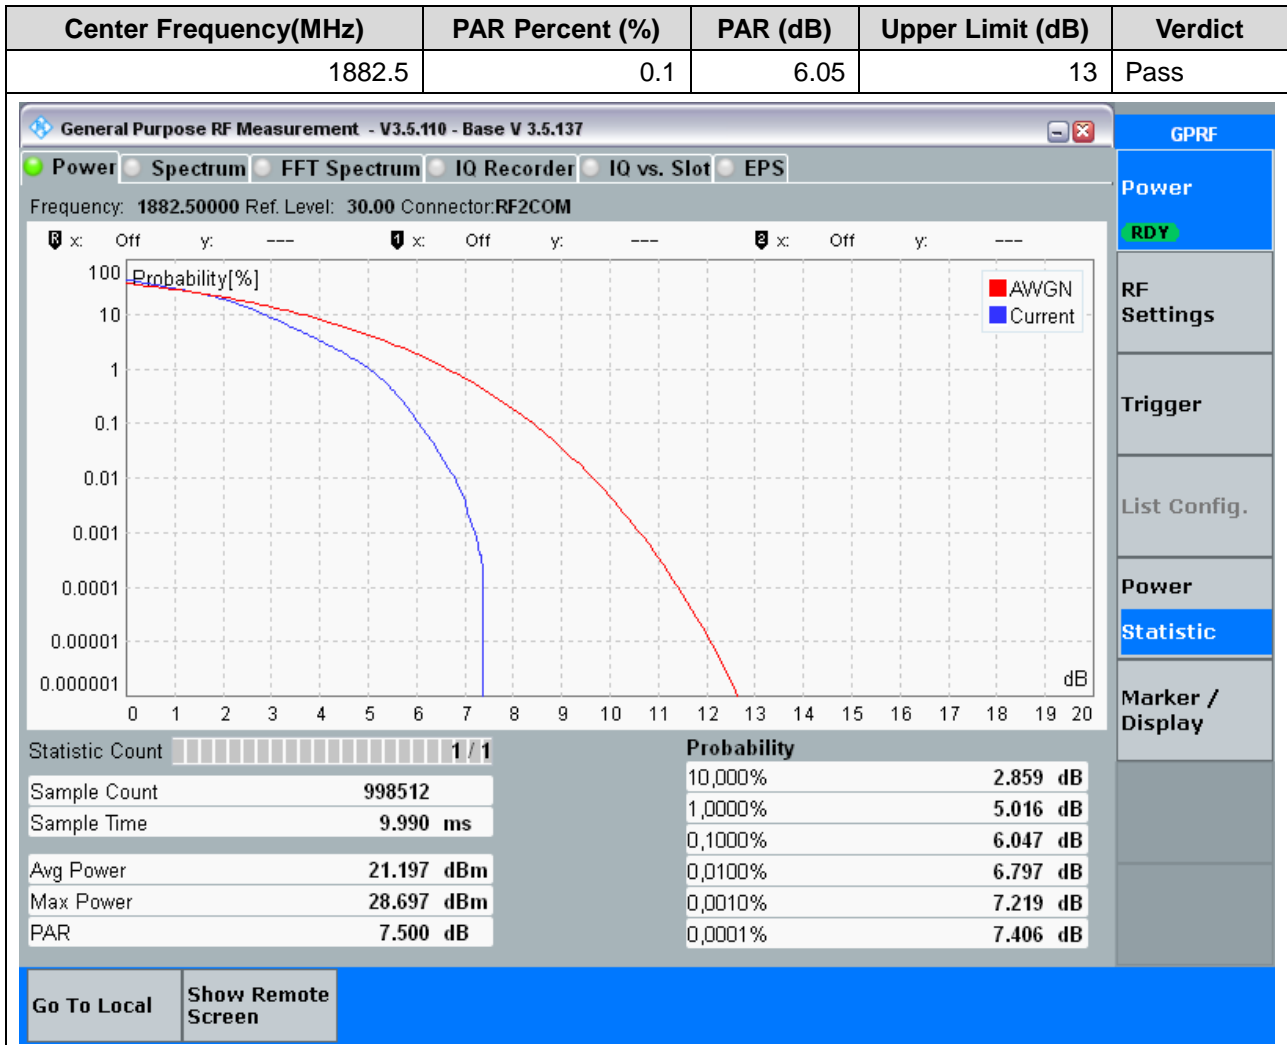 Center Frequency(MHz) PAR Percent (%) PAR (dB) Upper Limit (dB) Verdict
1882.5 0.1 6.05 13 Pass
General Purpose RF Measurement - V3.5.110 - Base V 3.5.137
GPRF
Power Spectrum FFT Spectrum IQ Recorder IQ vs. Slot EPS
Power
RDY
Frequency: 1882.50000 Ref. Level: 30.00 Connector:RF2COM
R x: Off y: --- 1 x: Off y: --- 2 x: Off y: ---
Probability[%]
AWGN
Current
100
10
1
0.1
0.01
0.001
0.0001
0.00001
0.000001
dB
0 1 2 3 4 5 6 7 8 9 10 11 12 13 14 15 16 17 18 19 20
RF
Settings
Trigger
List Config.
Power
Statistic
Marker /
Display
Statistic Count 1 / 1
Sample Count 998512
Sample Time 9.990 ms
Avg Power 21.197 dBm
Max Power 28.697 dBm
PAR 7.500 dB
Probability
10,000% 2.859 dB
1,0000% 5.016 dB
0,1000% 6.047 dB
0,0100% 6.797 dB
0,0010% 7.219 dB
0,0001% 7.406 dB
Go To Local
Show Remote
Screen